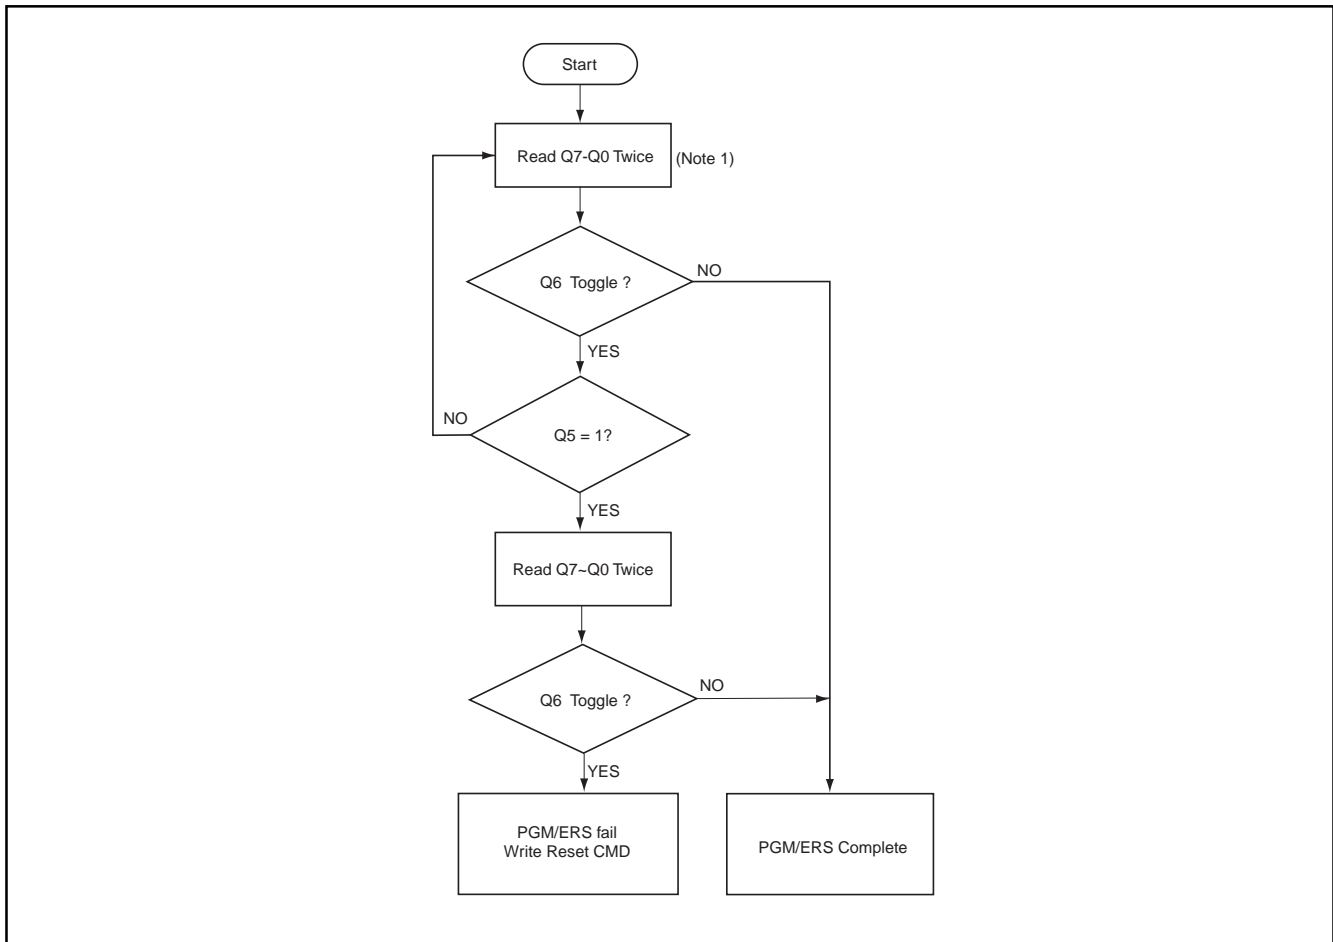 Start
Read Q7-Q0 Twice
(Note 1)
Q6 Toggle ?
NO
YES
Q5 = 1?
NO
YES
Read Q7~Q0 Twice
Q6 Toggle ?
NO
YES
PGM/ERS fail
Write Reset CMD
PGM/ERS Complete